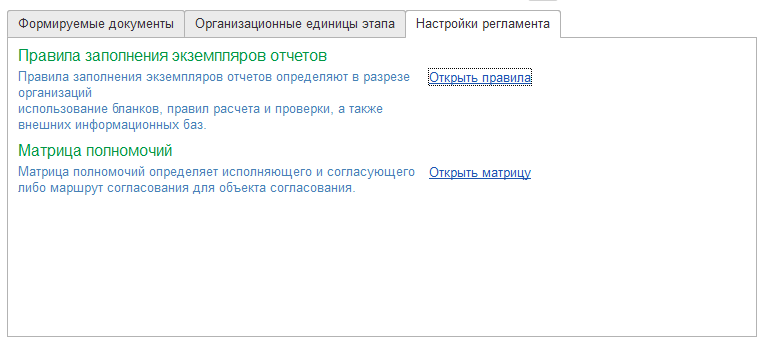 Формируемые документы Организационные единицы этапа Настройки регламента
Правила заполнения экземпляров отчетов
Правила заполнения экземпляров отчетов определяют в разрезе Открыть правила
организаций
использование бланков, правил расчета и проверки, а также
внешних информационных баз.
Матрица полномочий
Матрица полномочий определяет исполняющего и согласующего Открыть матрицу
либо маршрут согласования для объекта согласования.